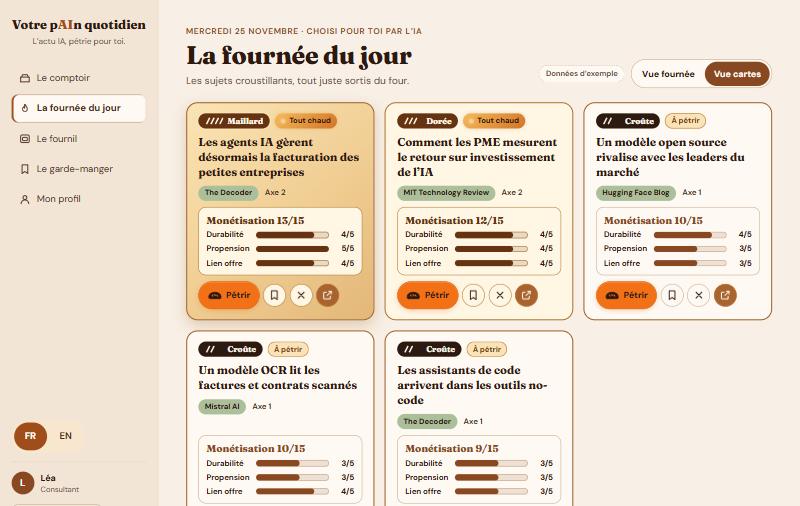 Votre pAIn quotidien
L'actu IA, pétrie pour toi.
Le comptoir
La fournée du jour
Le fournil
Le garde-manger
Mon profil
FR EN
L
Léa
Consultant
MERCREDI 25 NOVEMBRE · CHOISI POUR TOI PAR L'IA
La fournée du jour
Les sujets croustillants, tout juste sortis du four.
Données d'exemple
Vue fournée Vue cartes
Maillard Tout chaud
Les agents IA gèrent
désormais la facturation des
petites entreprises
The Decoder Axe 2
Monétisation 13/15
Durabilité 4/5
Propension 5/5
Lien offre 4/5
Pétrir
Dorée Tout chaud
Comment les PME mesurent
le retour sur investissement
de l'IA
MIT Technology Review Axe 2
Monétisation 12/15
Durabilité 4/5
Propension 4/5
Lien offre 4/5
Pétrir
Croûte À pétrir
Un modèle open source
rivalise avec les leaders du
marché
Hugging Face Blog Axe 1
Monétisation 10/15
Durabilité 4/5
Propension 3/5
Lien offre 3/5
Pétrir
Croûte À pétrir
Un modèle OCR lit les
factures et contrats scannés
Mistral AI Axe 1
Monétisation 10/15
Durabilité 3/5
Propension 3/5
Lien offre 3/5
Croûte À pétrir
Les assistants de code
arrivent dans les outils no-
code
The Decoder Axe 1
Monétisation 9/15
Durabilité 3/5
Propension 3/5
Lien offre 3/5